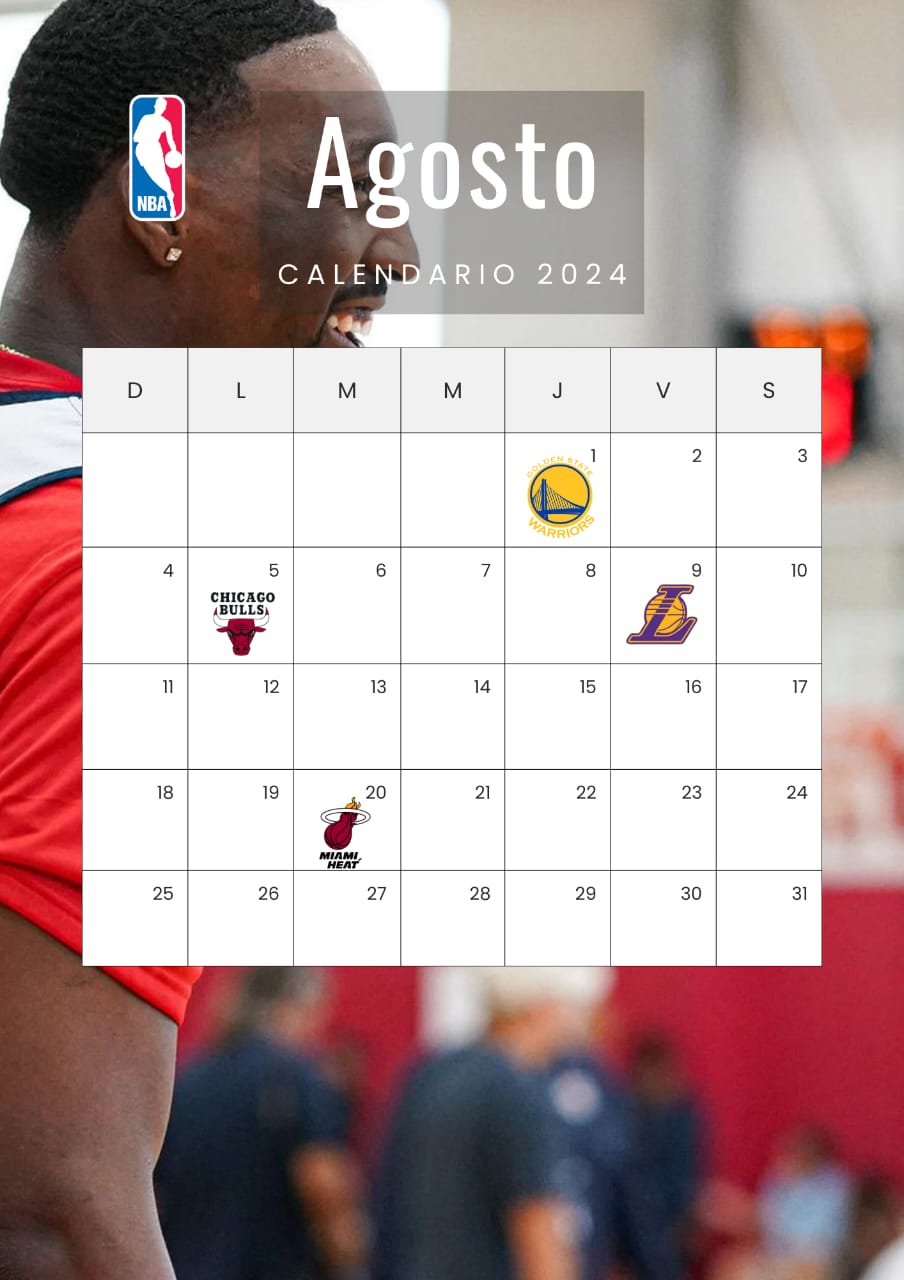 NBA
Agosto
CALENDARIO 2024
D L M M J V S
1 2 3
GOLDEN STATE
WARRIORS
4 5 6 7 8 9 10
CHICAGO
BULLS
L
11 12 13 14 15 16 17
18 19 20 21 22 23 24
MIAMI
HEAT
25 26 27 28 29 30 31